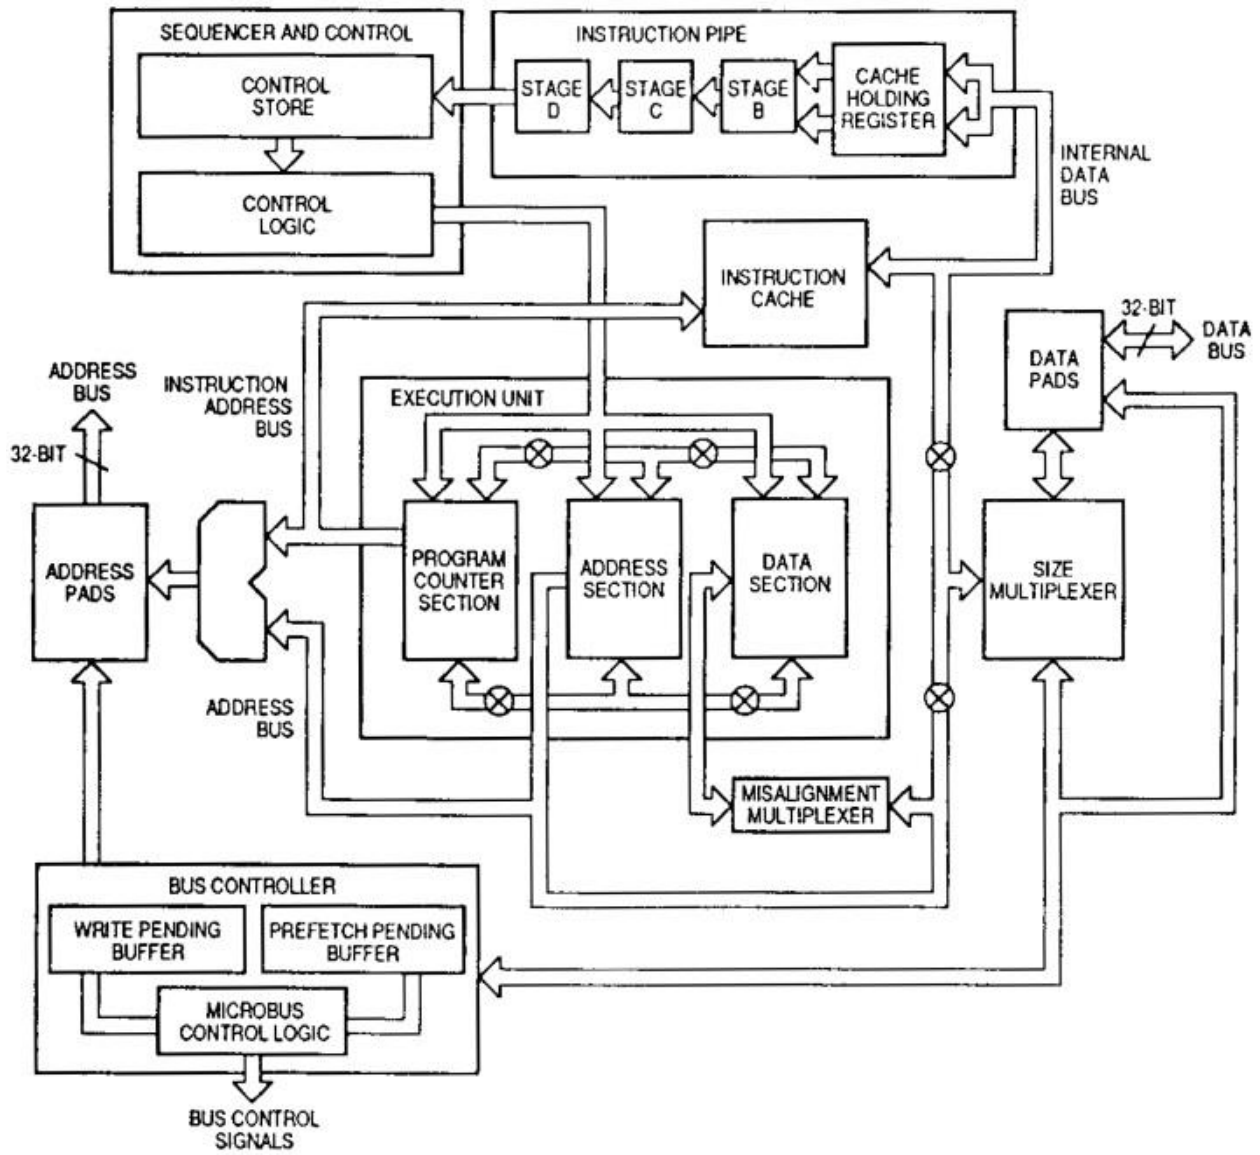 SEQUENCER AND CONTROL
CONTROL
STORE
CONTROL
LOGIC
INSTRUCTION PIPE
STAGE
D
STAGE
C
STAGE
B
CACHE
HOLDING
REGISTER
INTERNAL
DATA
BUS
INSTRUCTION
CACHE
32-BIT
DATA
BUS
DATA
PADS
ADDRESS
BUS
32-BIT
INSTRUCTION
ADDRESS
BUS
EXECUTION UNIT
ADDRESS
PADS
PROGRAM
COUNTER
SECTION
ADDRESS
SECTION
DATA
SECTION
SIZE
MULTIPLEXER
ADDRESS
BUS
MISALIGNMENT
MULTIPLEXER
BUS CONTROLLER
WRITE PENDING
BUFFER
PREFETCH PENDING
BUFFER
MICROBUS
CONTROL LOGIC
BUS CONTROL
SIGNALS